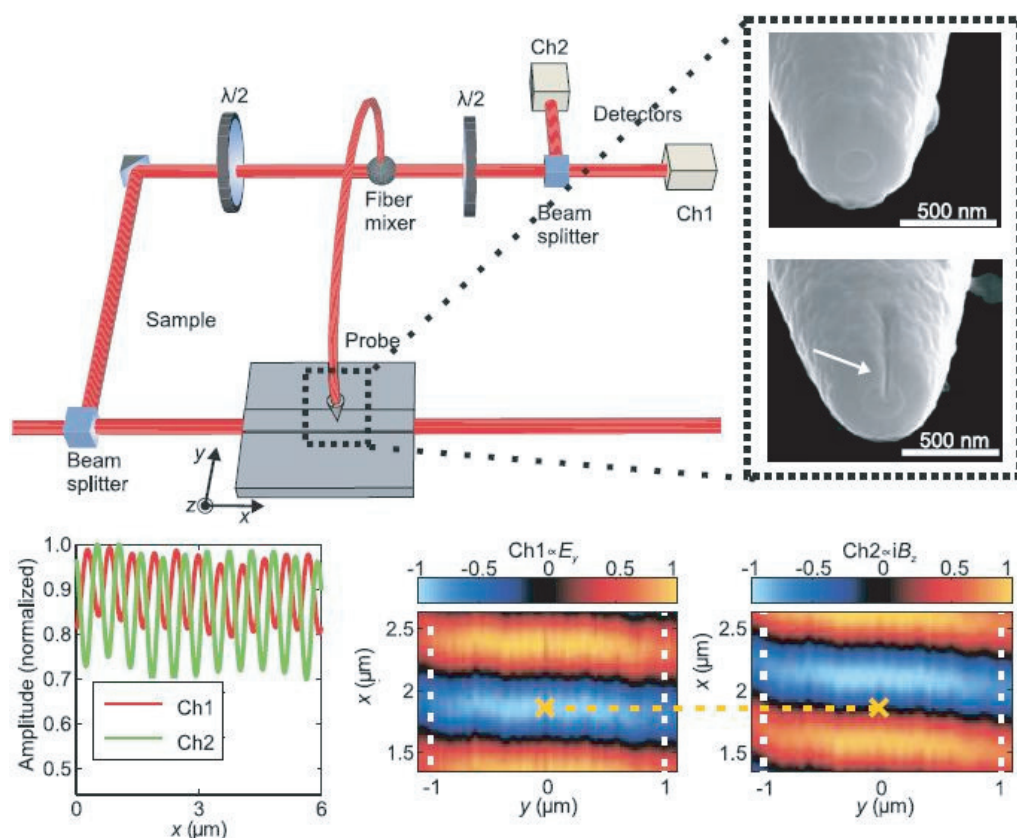 Ch2
λ/2
λ/2
Detectors
Fiber
mixer
Beam
splitter
Ch1
500 nm
Sample
Probe
500 nm
Beam
splitter
y
z
x
Amplitude (normalized)
1.0
0.9
0.8
0.7
0.6
0.5
Ch1
Ch2
0
3
6
x (µm)
Ch1∝Ey
-1
-0.5
0
0.5
1
x (µm)
2.5
2
1.5
-1
0
1
y (µm)
Ch2∝iBz
-1
-0.5
0
0.5
1
x (µm)
2.5
2
1.5
-1
0
1
y (µm)